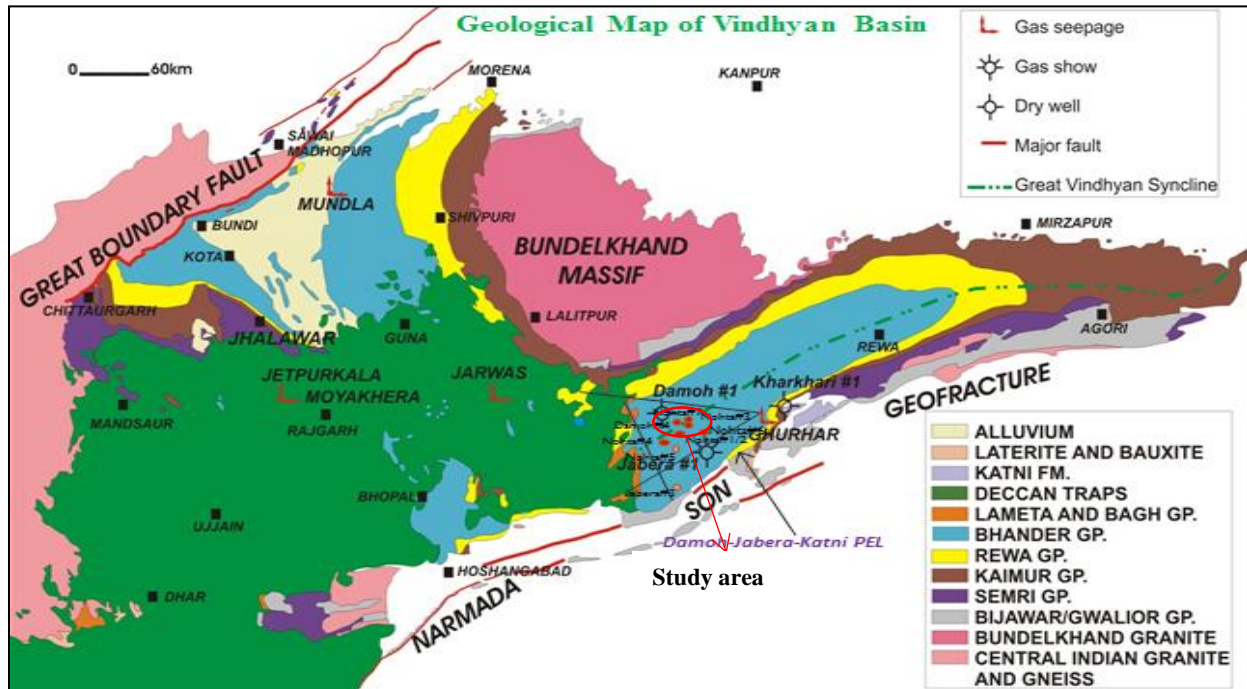 Geological Map of Vindhyan Basin
0 60km
Gas seepage
Gas show
Dry well
Major fault
Great Vindhyan Syncline
MORENA
KANPUR
SAWAI
MADHOPUR
MUNDLA
GREAT BOUNDARY FAULT
BUNDI
KOTA
SHIVPURI
BUNDELKHAND
MASSIF
MIRZAPUR
CHITTAURGARH
JHALAWAR
GUNA
LALITPUR
REWA
AGORI
JETPURKALA
MOYAKHERA
JARWAS
MANDSAUR
RAJGARH
Damoh #1
Kharkhari #1
GHURHAR
Jabera #1
GEOFRACTURE
BHOPAL
UJJAIN
SON
Damoh-Jabera-Katni PEL
Study area
HOSHANGABAD
NARMADA
DHAR
ALLUVIUM
LATERITE AND BAUXITE
KATNI FM.
DECCAN TRAPS
LAMETA AND BAGH GP.
BHANDER GP.
REWA GP.
KAIMUR GP.
SEMRI GP.
BIJAWAR/GWALIOR GP.
BUNDELKHAND GRANITE
CENTRAL INDIAN GRANITE
AND GNEISS